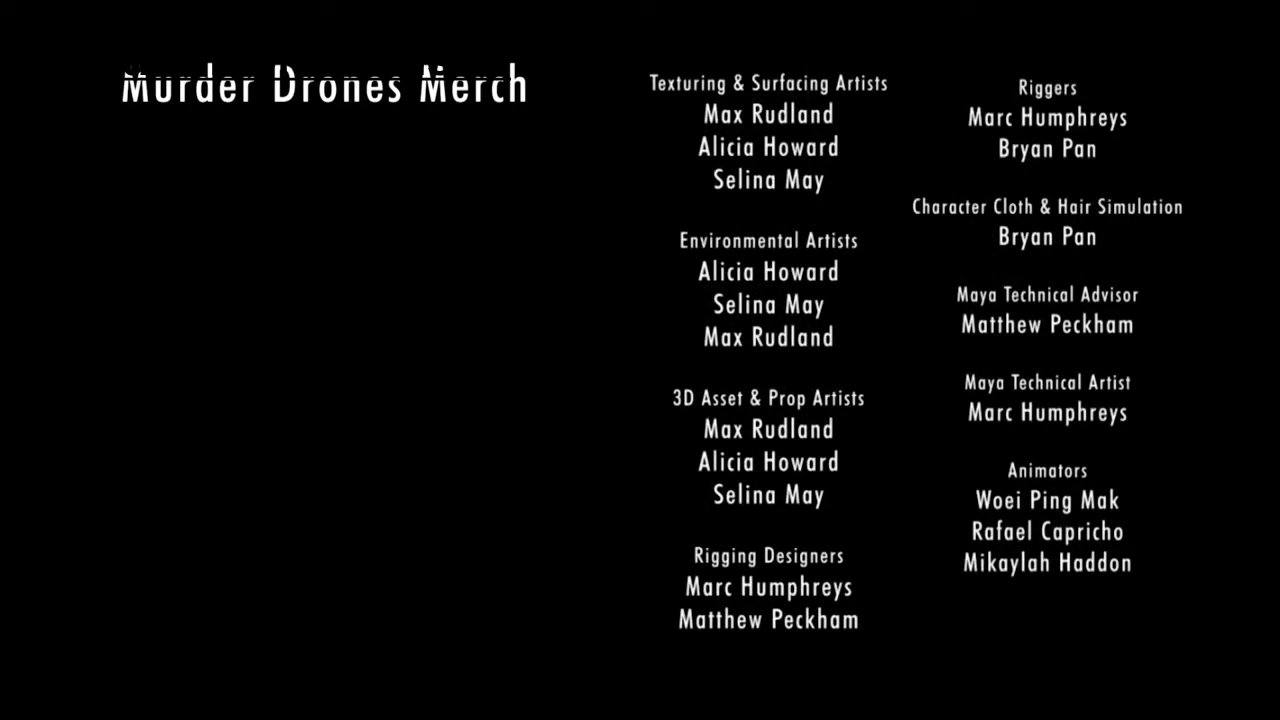 Murder Drones Merch
Texturing & Surfacing Artists
Max Rudland
Alicia Howard
Selina May
Environmental Artists
Alicia Howard
Selina May
Max Rudland
3D Asset & Prop Artists
Max Rudland
Alicia Howard
Selina May
Rigging Designers
Marc Humphreys
Matthew Peckham
Riggers
Marc Humphreys
Bryan Pan
Character Cloth & Hair Simulation
Bryan Pan
Maya Technical Advisor
Matthew Peckham
Maya Technical Artist
Marc Humphreys
Animators
Woei Ping Mak
Rafael Capricho
Mikaylah Haddon